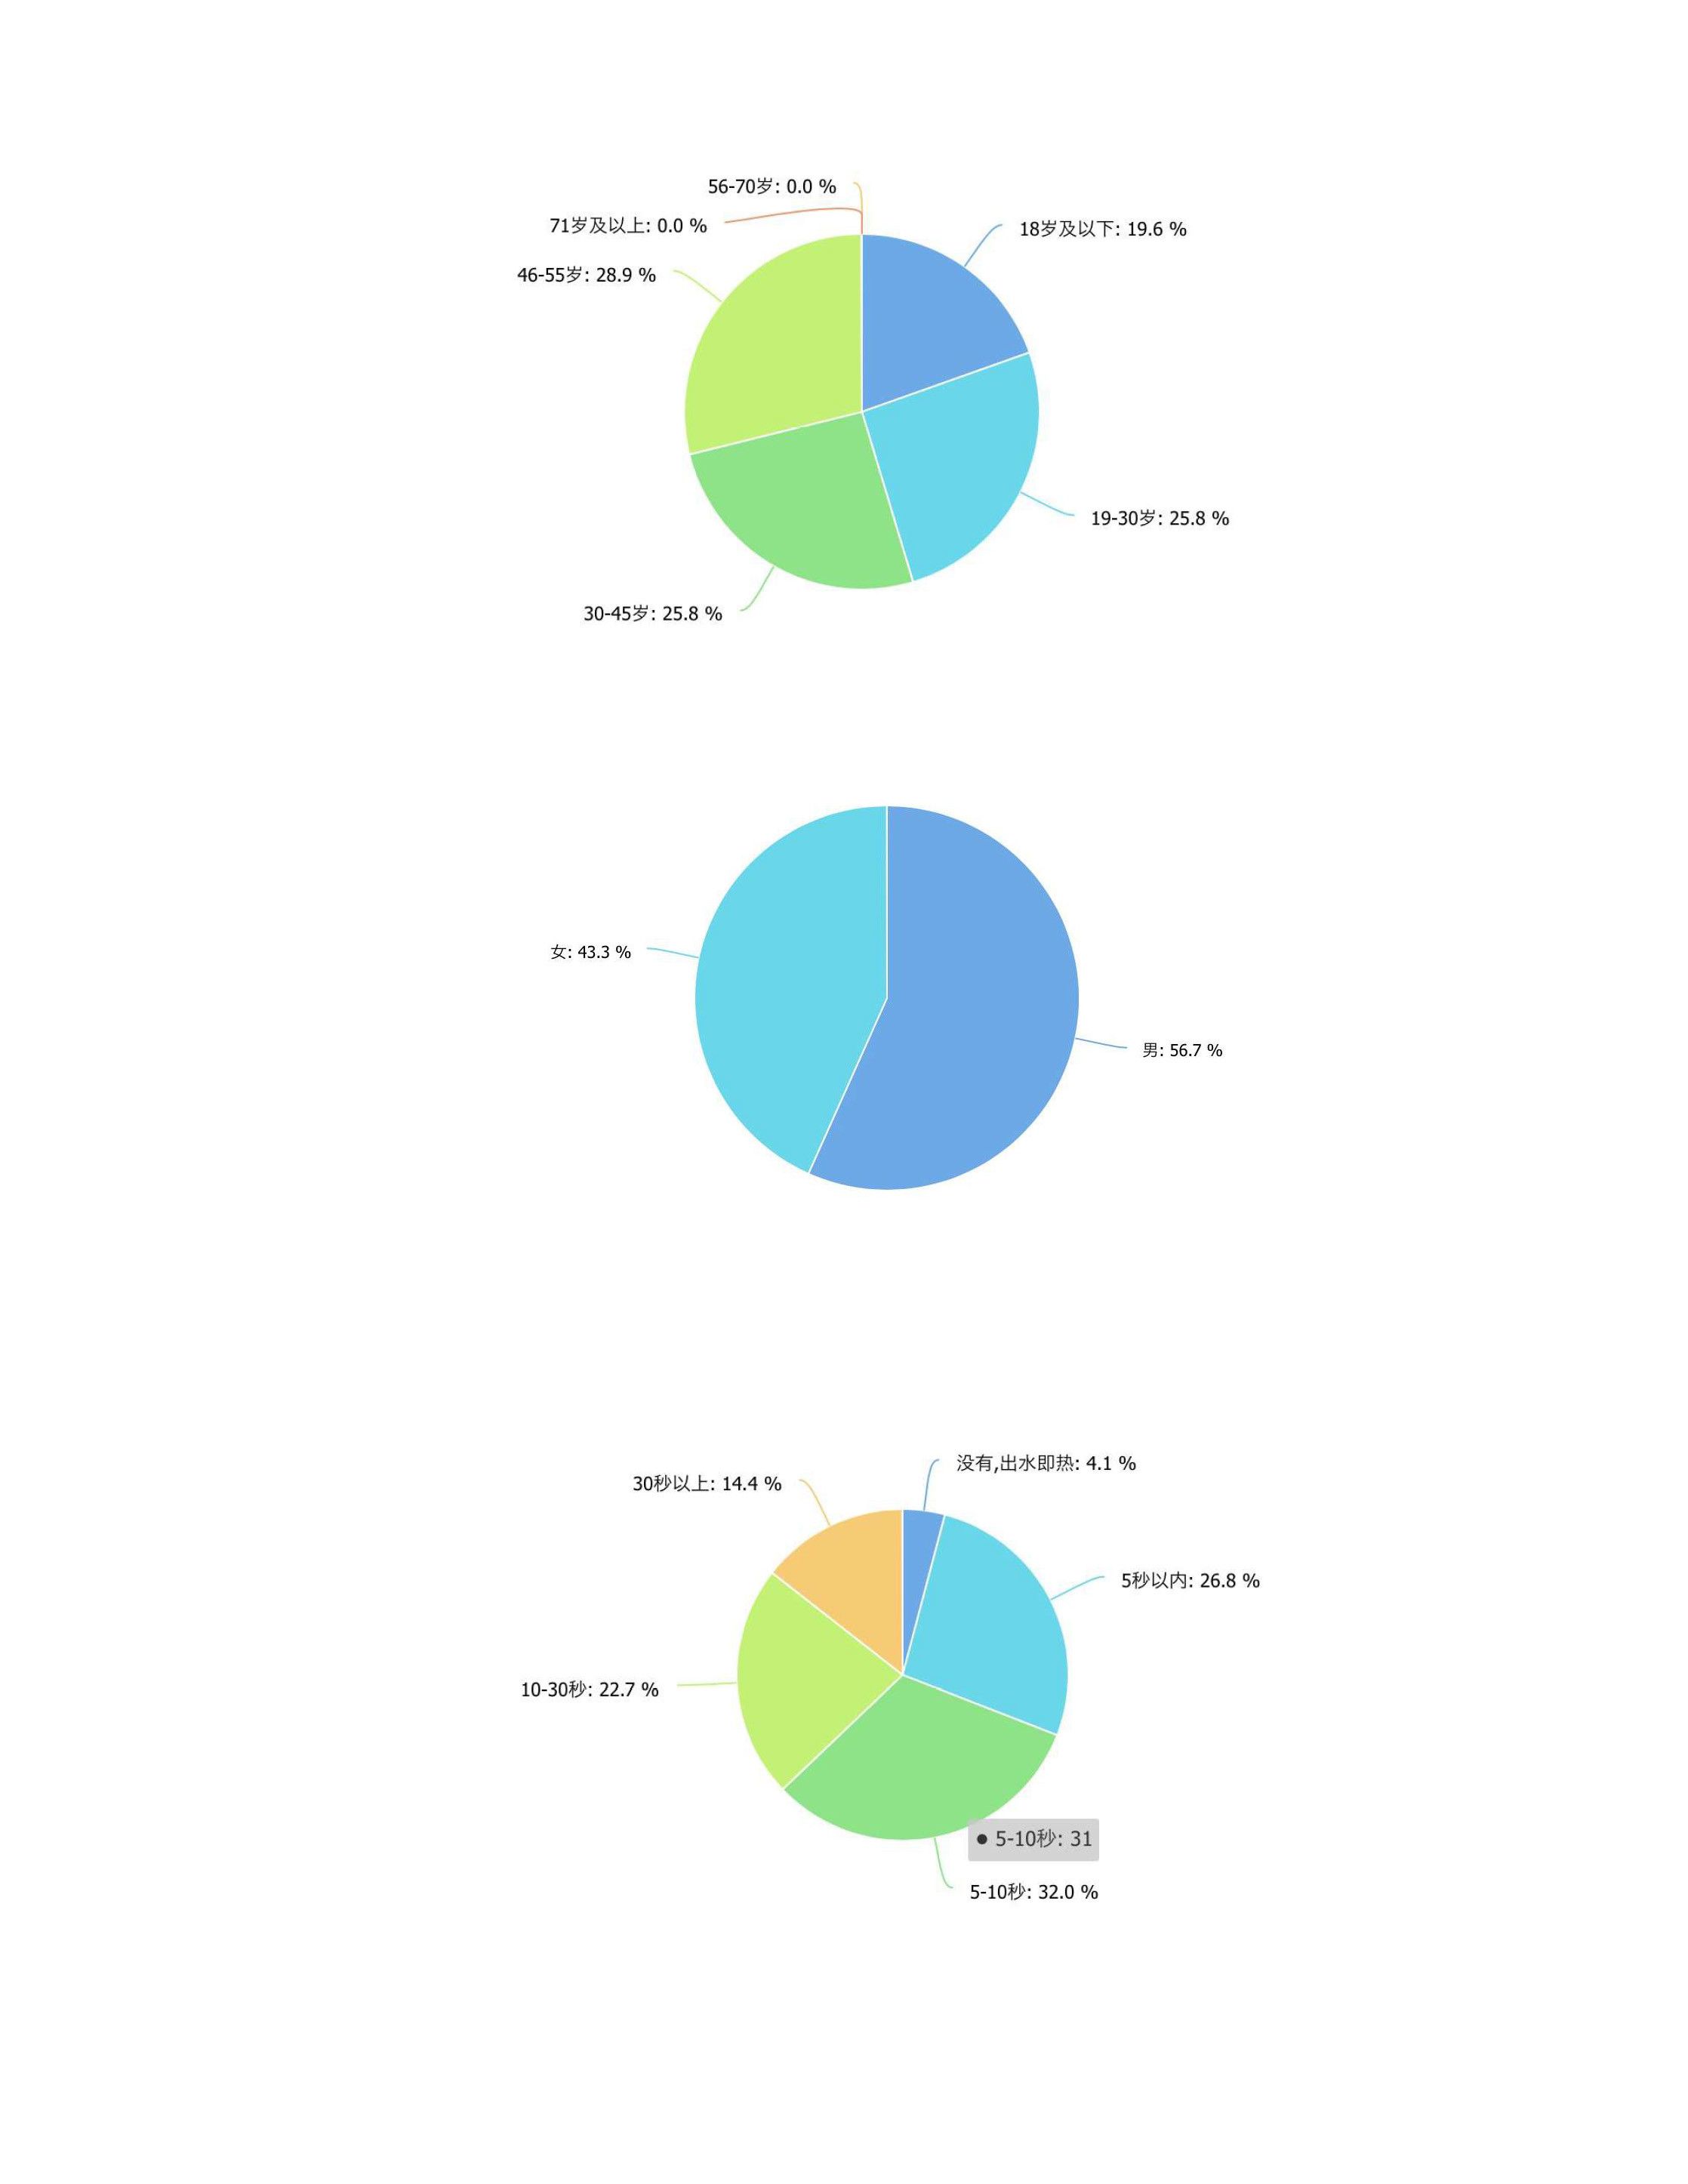 56-70岁: 0.0 %
71岁及以上: 0.0 %
18岁及以下: 19.6 %
46-55岁: 28.9 %
19-30岁: 25.8 %
30-45岁: 25.8 %
女: 43.3 %
男: 56.7 %
没有,出水即热: 4.1 %
30秒以上: 14.4 %
5秒以内: 26.8 %
10-30秒: 22.7 %
● 5-10秒: 31
5-10秒: 32.0 %